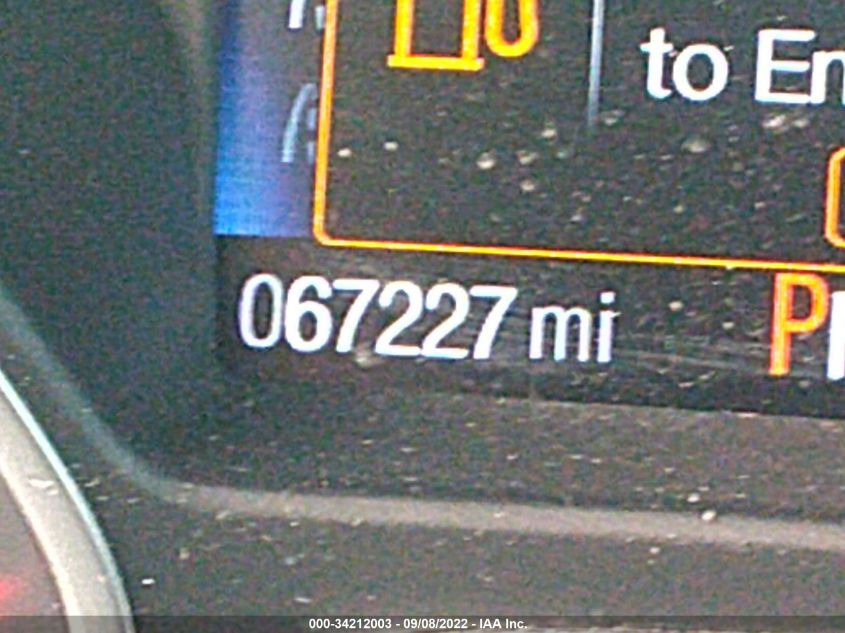 to En
067227 mi P
000-34212003 - 09/08/2022 - IAA Inc.